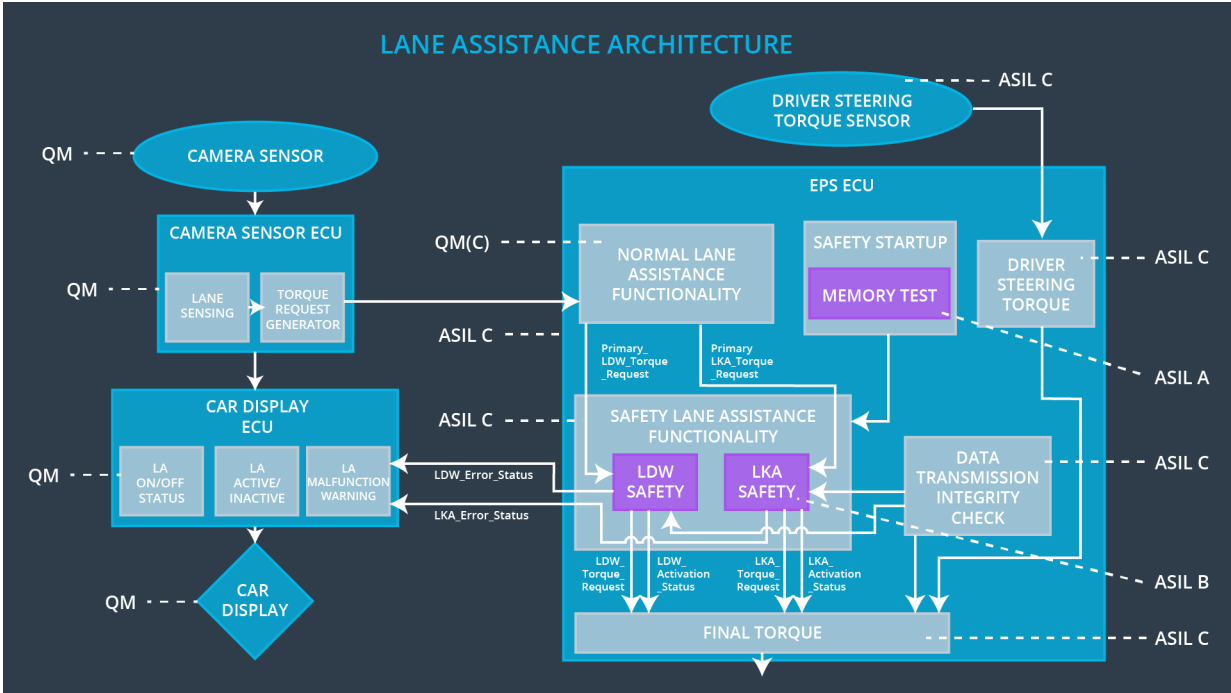 LANE ASSISTANCE ARCHITECTURE
ASIL C
DRIVER STEERING
TORQUE SENSOR
QM
CAMERA SENSOR
EPS ECU
CAMERA SENSOR ECU
QM(C)
NORMAL LANE
ASSISTANCE
FUNCTIONALITY
SAFETY STARTUP
MEMORY TEST
DRIVER
STEERING
TORQUE
ASIL C
QM
LANE
SENSING
TORQUE
REQUEST
GENERATOR
ASIL C
Primary_
LDW_Torque
_Request
Primary
LKA_Torque
_Request
ASIL A
CAR DISPLAY
ECU
ASIL C
SAFETY LANE ASSISTANCE
FUNCTIONALITY
QM
LA
ON/OFF
STATUS
LA
ACTIVE/
INACTIVE
LA
MALFUNCTION
WARNING
LDW_Error_Status
LKA_Error_Status
LDW
SAFETY
LKA
SAFETY
DATA
TRANSMISSION
INTEGRITY
CHECK
ASIL C
LDW_
Torque_
Request
LDW_
Activation
_Status
LKA_
Torque_
Request
LKA_
Activation
_Status
ASIL B
QM
CAR
DISPLAY
FINAL TORQUE
ASIL C